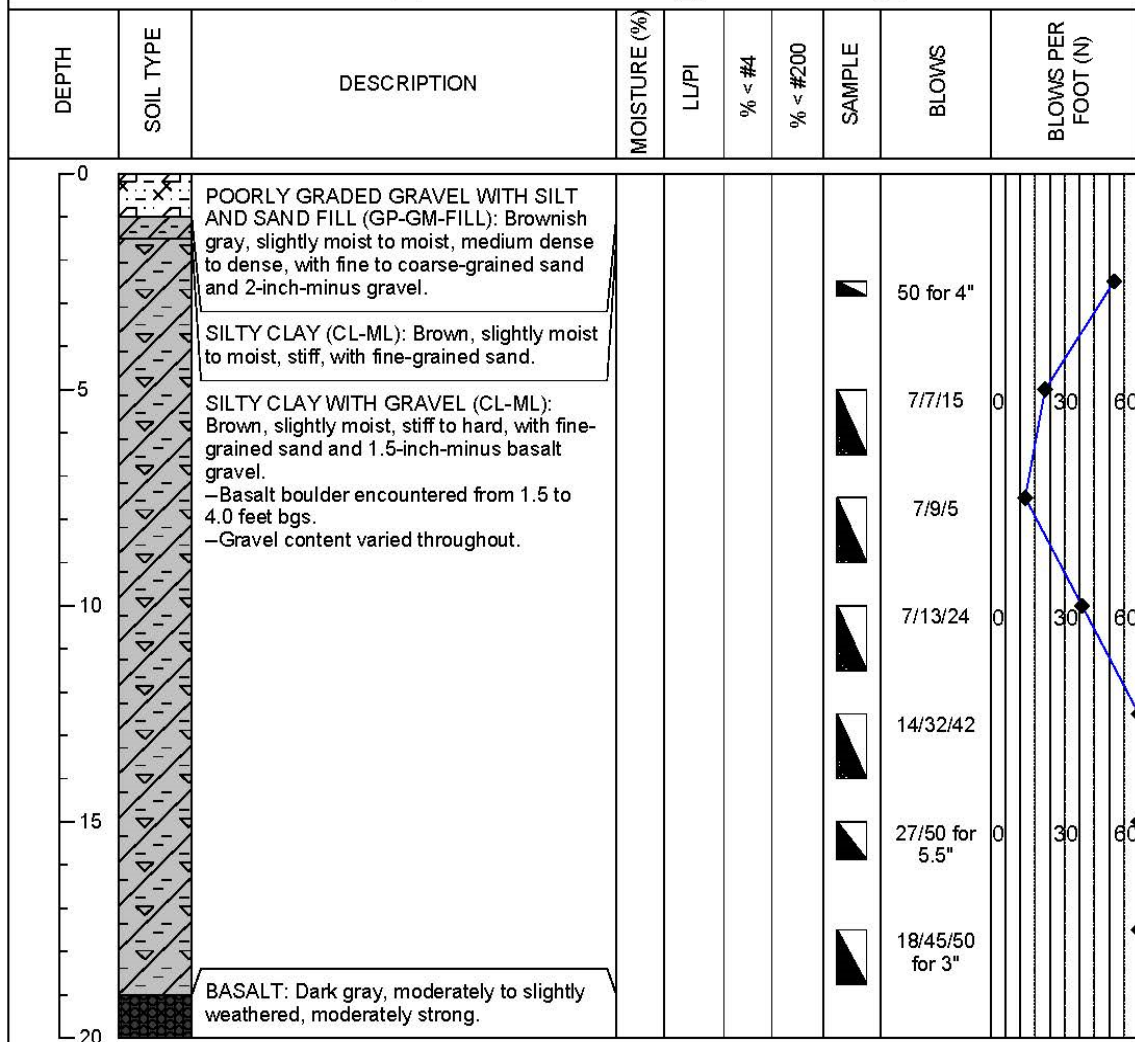 DEPTH
SOIL TYPE
DESCRIPTION
MOISTURE (%)
LL/PI
% < #4
% < #200
SAMPLE
BLOWS
BLOWS PER
FOOT (N)
0
POORLY GRADED GRAVEL WITH SILT
AND SAND FILL (GP-GM-FILL): Brownish
gray, slightly moist to moist, medium dense
to dense, with fine to coarse-grained sand
and 2-inch-minus gravel.
50 for 4"
SILTY CLAY (CL-ML): Brown, slightly moist
to moist, stiff, with fine-grained sand.
5
SILTY CLAY WITH GRAVEL (CL-ML):
Brown, slightly moist, stiff to hard, with fine-
grained sand and 1.5-inch-minus basalt
gravel.
–Basalt boulder encountered from 1.5 to
4.0 feet bgs.
–Gravel content varied throughout.
7/7/15
0 30 60
7/9/5
10
7/13/24
0 30 60
14/32/42
15
27/50 for
5.5"
0 30 60
18/45/50
for 3"
BASALT: Dark gray, moderately to slightly
weathered, moderately strong.
20